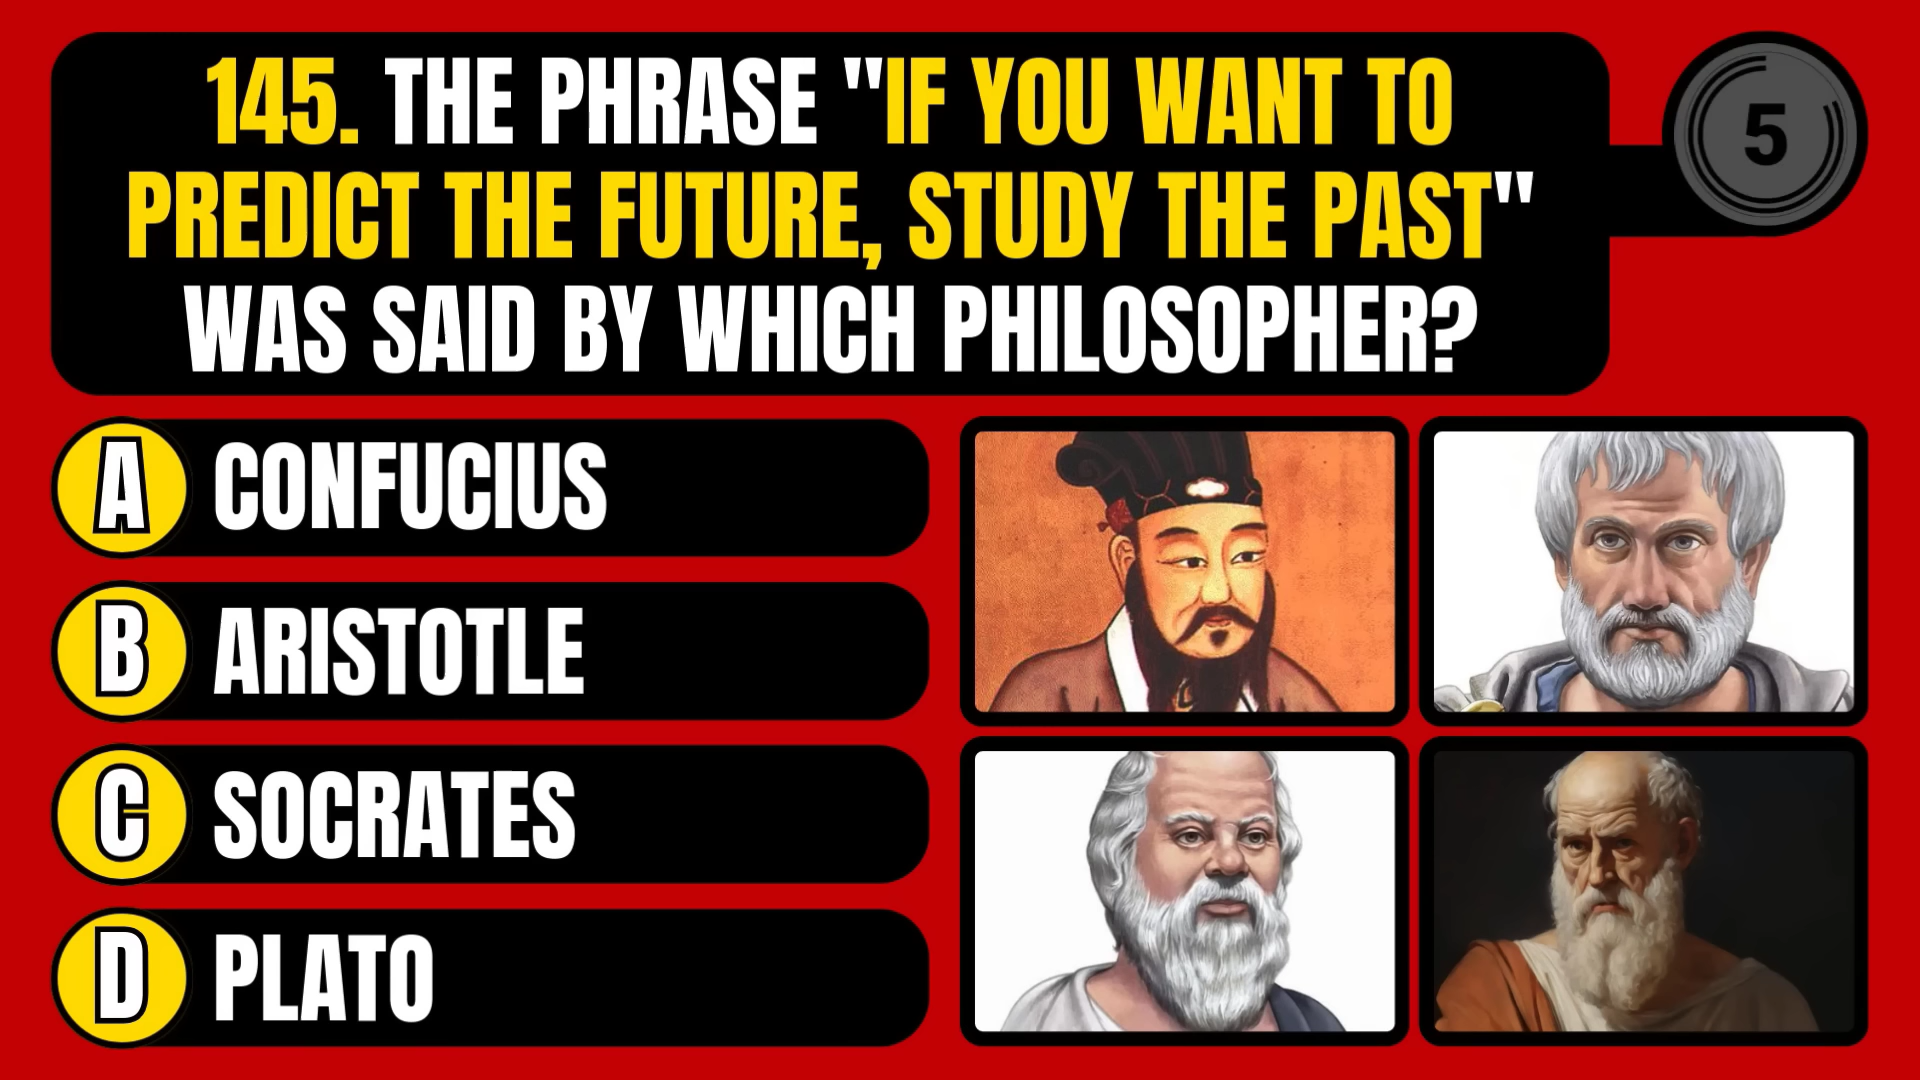 145. THE PHRASE "IF YOU WANT TO
PREDICT THE FUTURE, STUDY THE PAST"
WAS SAID BY WHICH PHILOSOPHER?
5
A CONFUCIUS
B ARISTOTLE
C SOCRATES
D PLATO